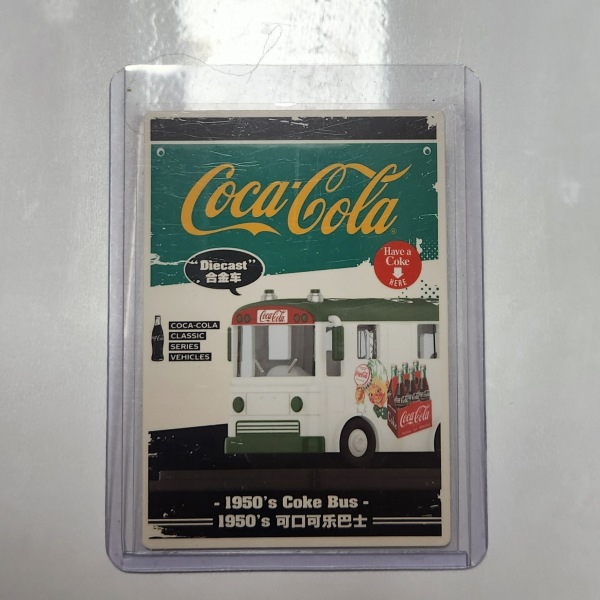 Coca-Cola
"Diecast"
合金车
Have a
Coke
HERE
Coca-Cola
COCA-COLA
CLASSIC
SERIES
VEHICLES
Coca-Cola
- 1950's Coke Bus -
1950's 可口可乐巴士